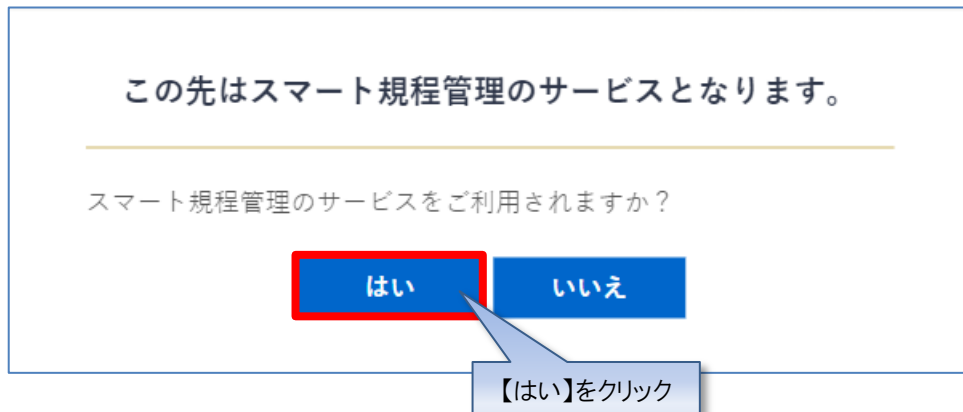 この先はスマート規程管理のサービスとなります。
スマート規程管理のサービスをご利用されますか？
はい
いいえ
【はい】をクリック